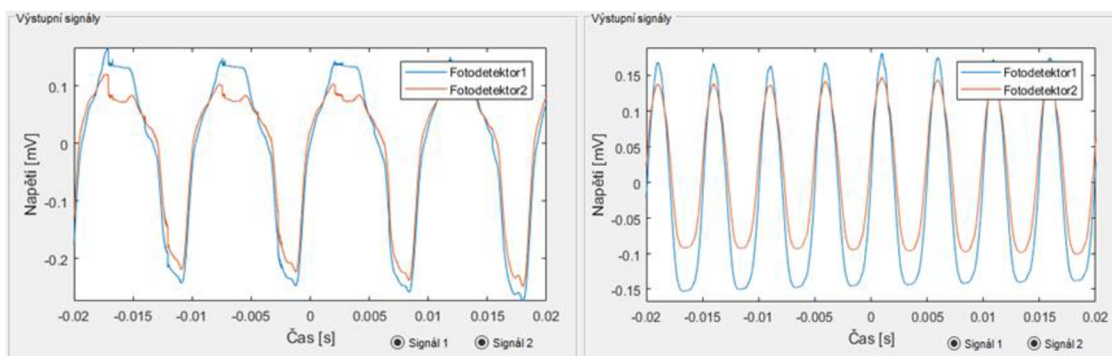 Výstupní signály
Napětí [mV]
0.1
0
-0.1
-0.2
Fotodetektor1
Fotodetektor2
-0.02 -0.015 -0.01 -0.005 0 0.005 0.01 0.015 0.02
Čas [s]
Signál 1 Signál 2
Výstupní signály
Napětí [mV]
0.15
0.1
0.05
0
-0.05
-0.1
-0.15
Fotodetektor1
Fotodetektor2
-0.02 -0.015 -0.01 -0.005 0 0.005 0.01 0.015 0.02
Čas [s]
Signál 1 Signál 2